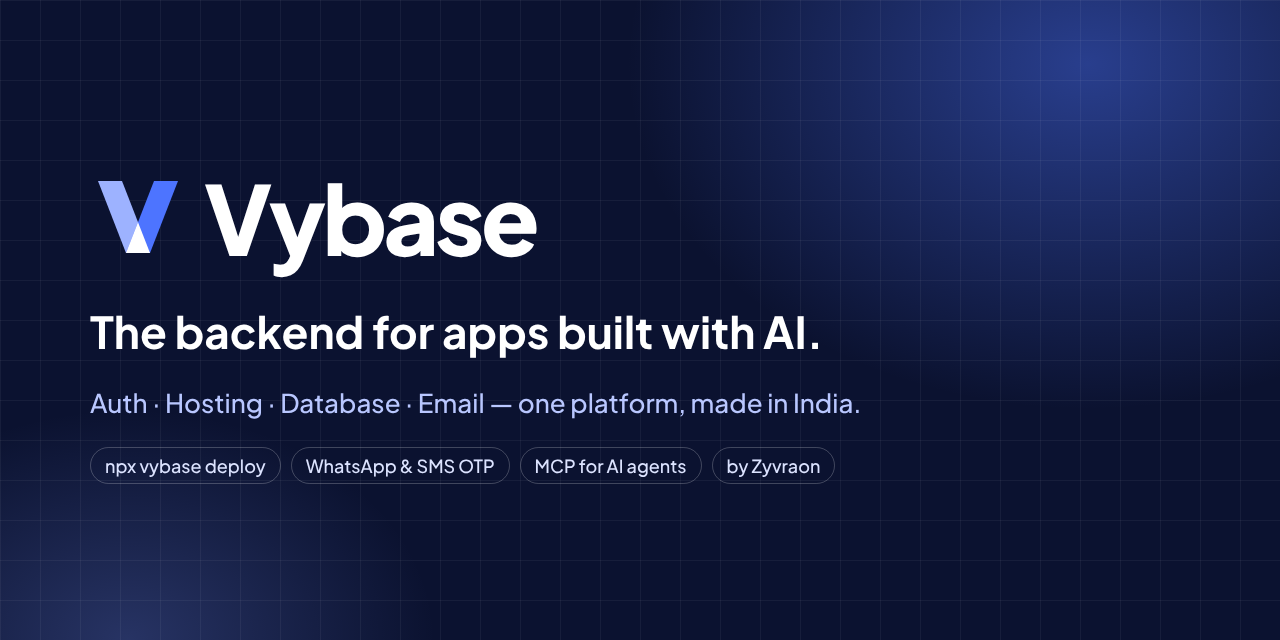 Vybase
The backend for apps built with AI.
Auth · Hosting · Database · Email — one platform, made in India.
npx vybase deploy
WhatsApp & SMS OTP
MCP for AI agents
by Zyvraon